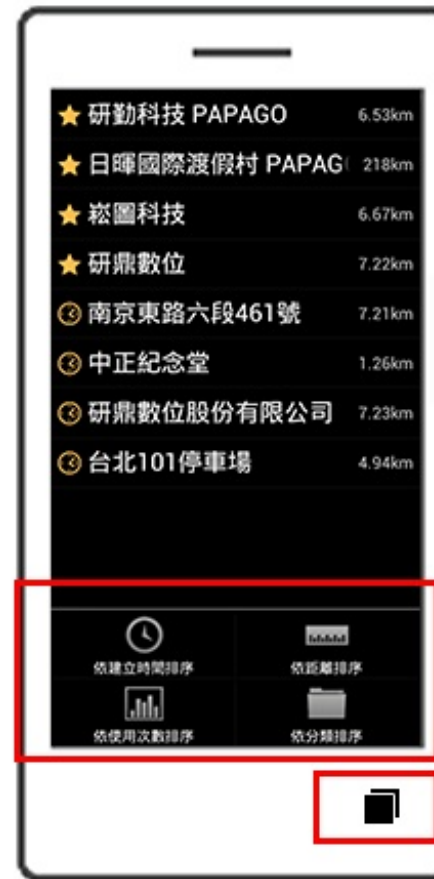 研勤科技 PAPAGO 6.53km
日暉國際渡假村 PAPAG 218km
崧圖科技 6.67km
研鼎數位 7.22km
南京東路六段461號 7.21km
中正紀念堂 1.26km
研鼎數位股份有限公司 7.23km
台北101停車場 4.94km
依建立時間排序 依距離排序
依使用次數排序 依分類排序